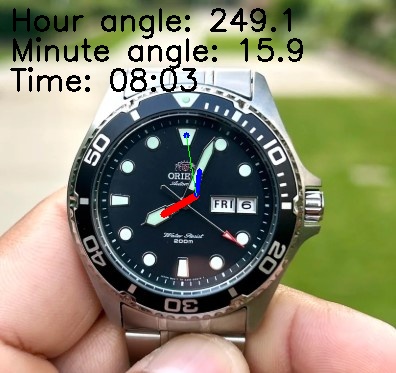 Hour angle: 249.1
Minute angle: 15.9
Time: 08:03
50
10
ORIENT
Automatic
FRI 6
40
20
Water Resist
200m
30